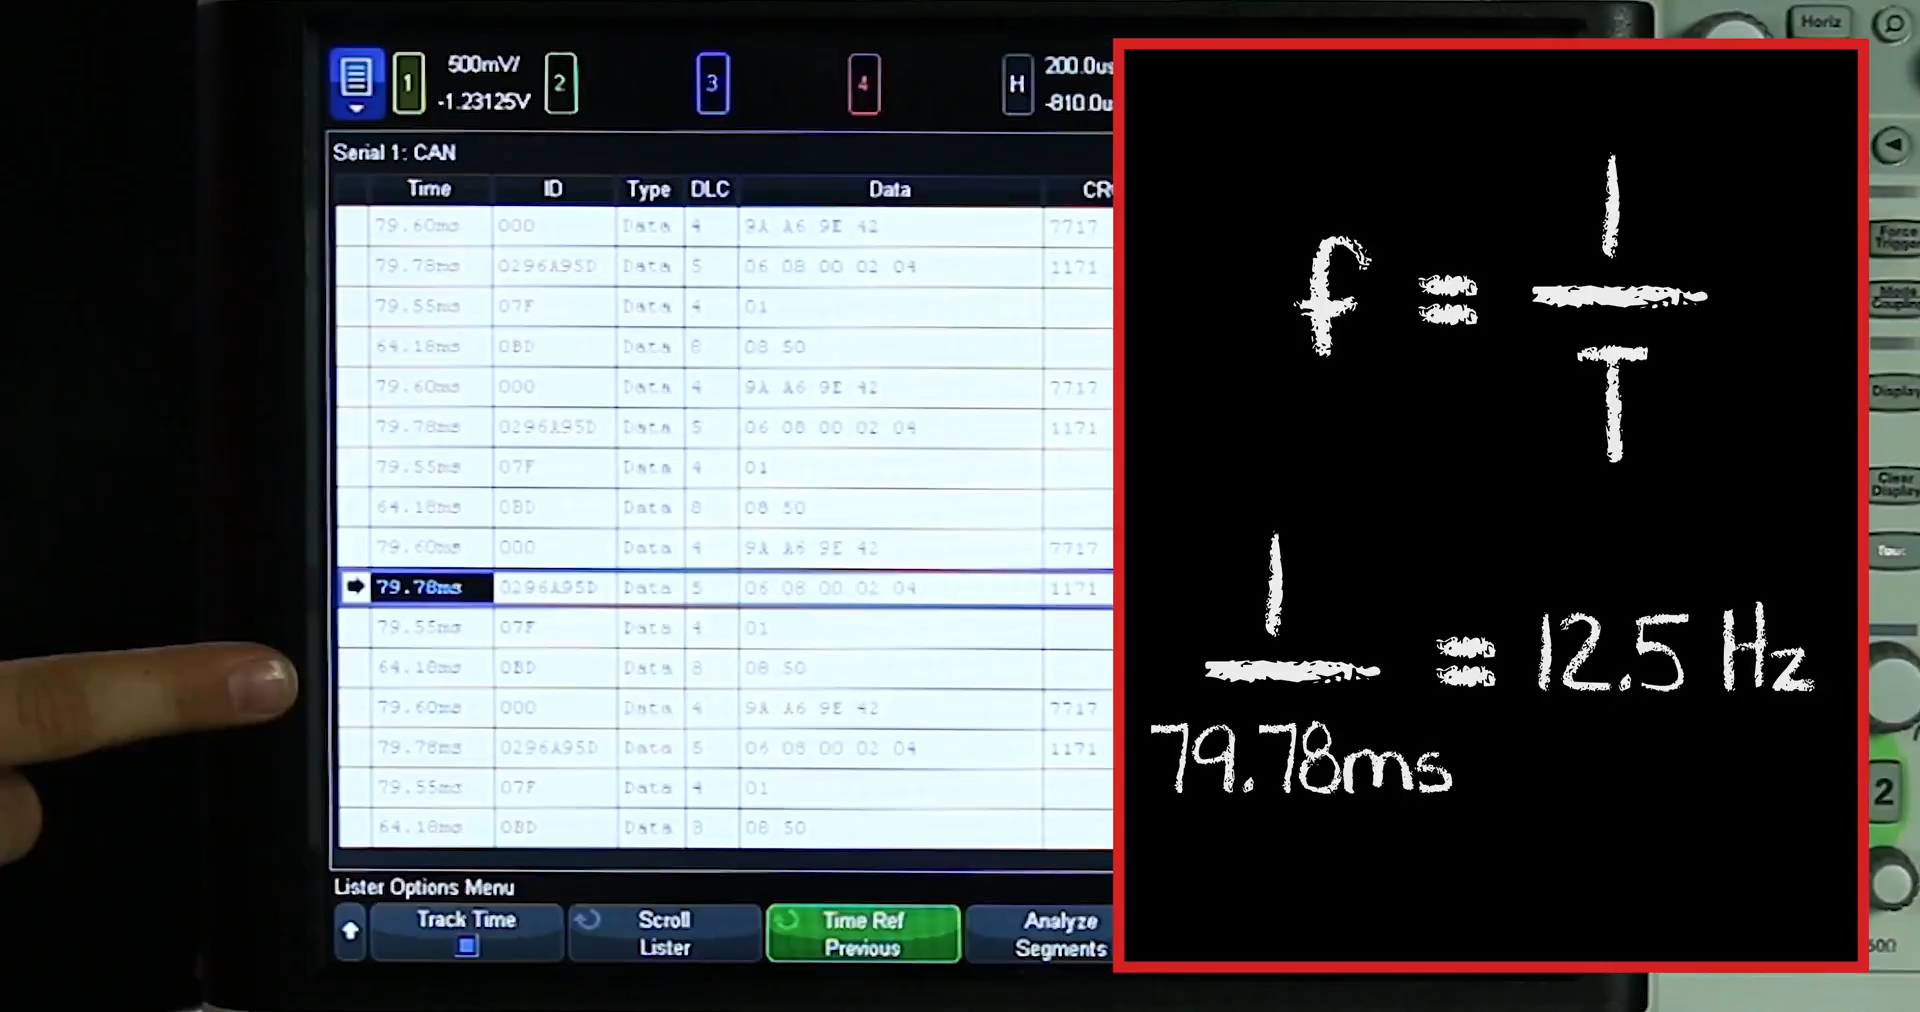 Horiz
1 500mV/ 2 3 4 H 200.0us
-1.23125V -810.0u
Serial 1: CAN
Time ID Type DLC Data CR
79.60ms 000 Data 4 9A A6 9E 42 7717
79.78ms 0296A95D Data 5 06 08 00 02 04 1171
79.55ms 07F Data 4 01
64.18ms 0BD Data 8 08 50
79.60ms 000 Data 4 9A A6 9E 42 7717
79.78ms 0296A95D Data 5 06 08 00 02 04 1171
79.55ms 07F Data 4 01
64.18ms 0BD Data 8 08 50
79.60ms 000 Data 4 9A A6 9E 42 7717
79.78ms 0296A95D Data 5 06 08 00 02 04 1171
79.55ms 07F Data 4 01
64.18ms 0BD Data 8 08 50
79.60ms 000 Data 4 9A A6 9E 42 7717
79.78ms 0296A95D Data 5 06 08 00 02 04 1171
79.55ms 07F Data 4 01
64.18ms 0BD Data 8 08 50
Lister Options Menu
Track Time
Scroll
Lister
Time Ref
Previous
Analyze
Segments
f = 1/T
1/79.78ms = 12.5 Hz
Force
Trigger
Mode
Coupling
Display
Clear
Display
2
50Ω